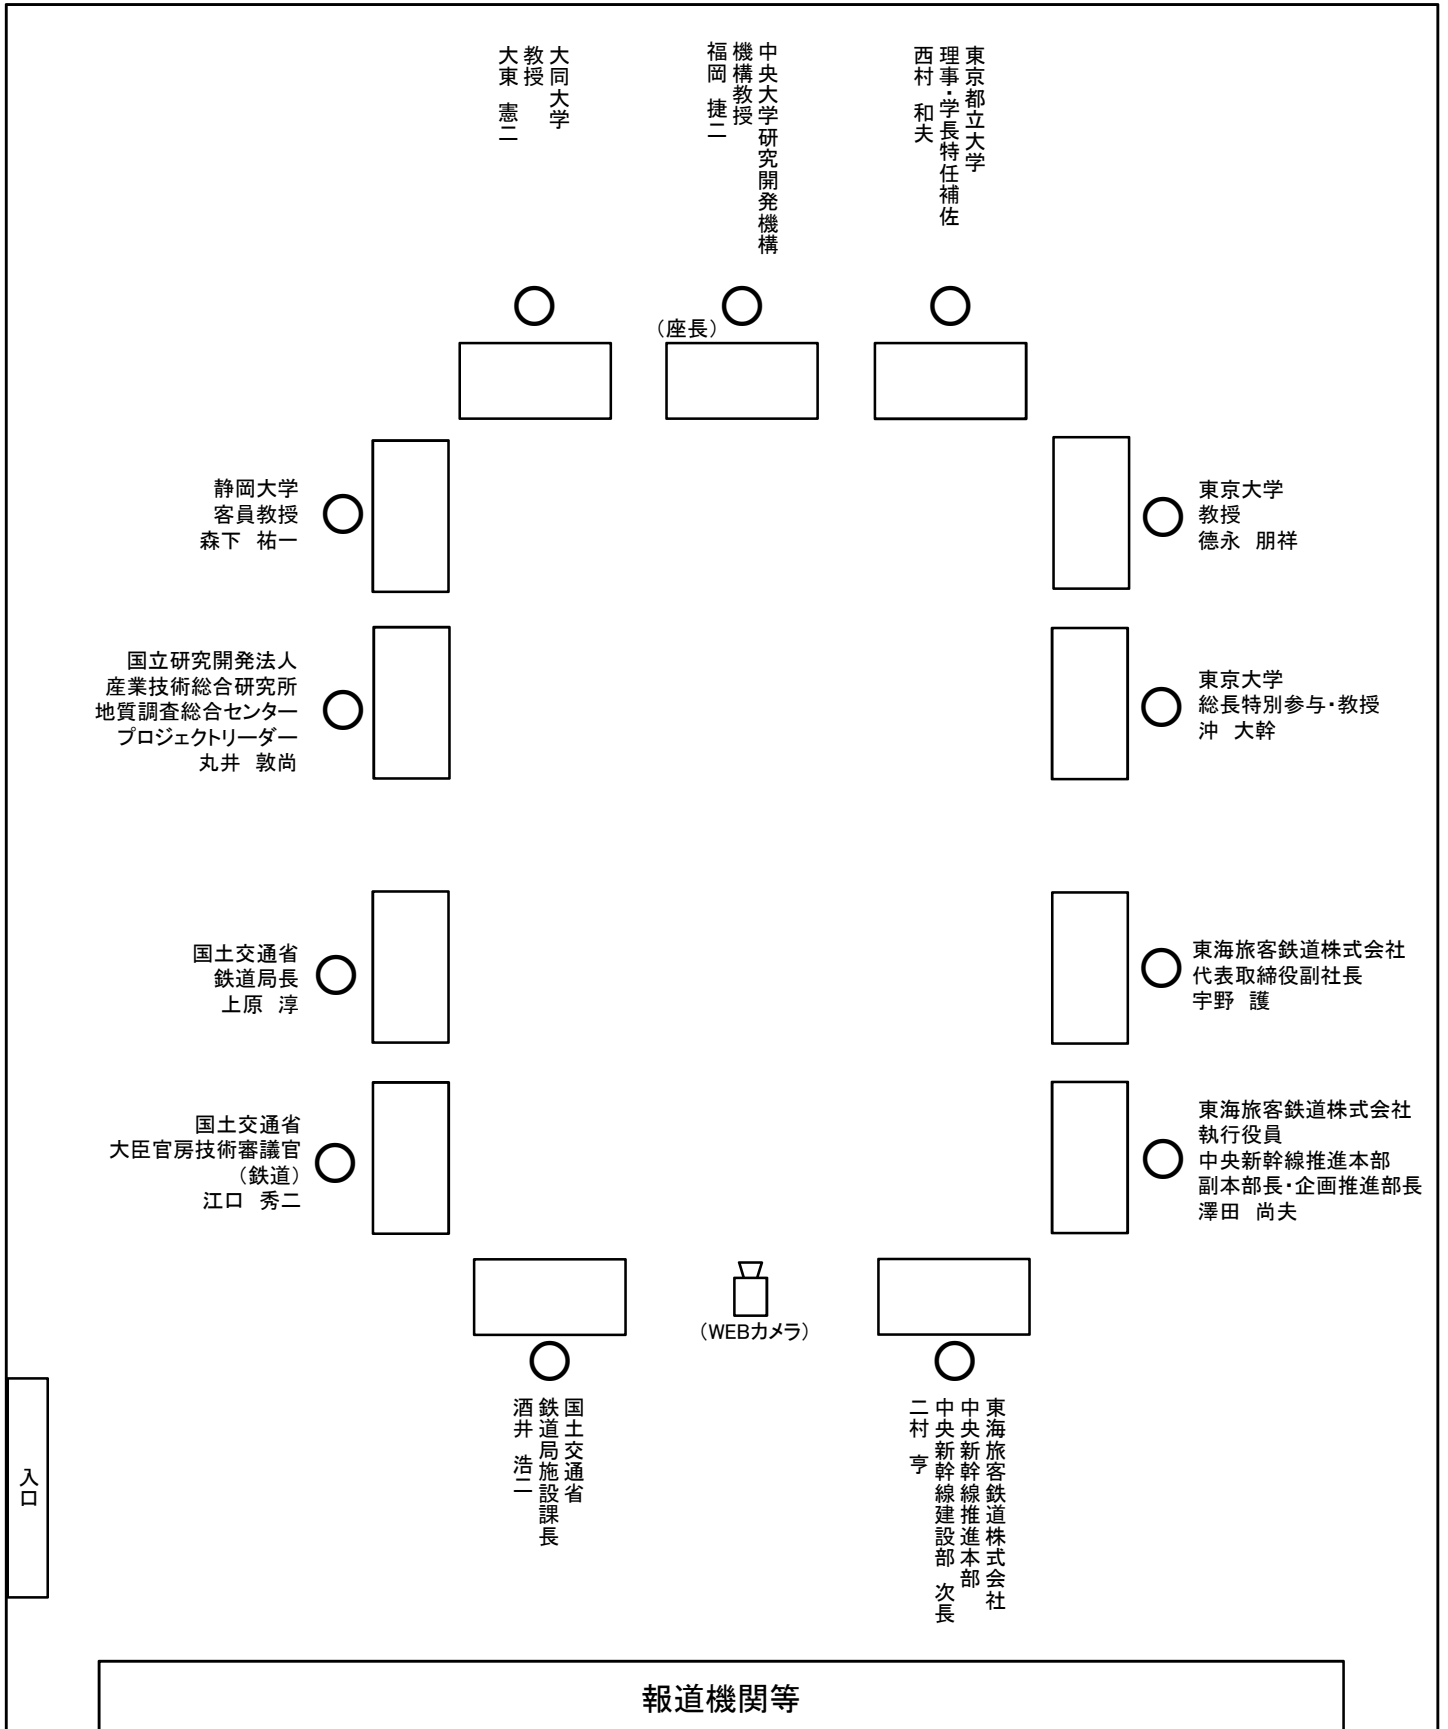 大同大学
教授
大東　憲二
中央大学研究開発機構
機構教授
福岡　捷二
東京都立大学
理事・学長特任補佐
西村　和夫
（座長）
静岡大学
客員教授
森下　祐一
東京大学
教授
德永　朋祥
国立研究開発法人
産業技術総合研究所
地質調査総合センター
プロジェクトリーダー
丸井　敦尚
東京大学
総長特別参与・教授
沖　大幹
国土交通省
鉄道局長
上原　淳
東海旅客鉄道株式会社
代表取締役副社長
宇野　護
国土交通省
大臣官房技術審議官
（鉄道）
江口　秀二
東海旅客鉄道株式会社
執行役員
中央新幹線推進本部
副本部長・企画推進部長
澤田　尚夫
（WEBカメラ）
国土交通省
鉄道局施設課長
酒井　浩二
東海旅客鉄道株式会社
中央新幹線推進本部
中央新幹線建設部　次長
二村　亨
入口
報道機関等